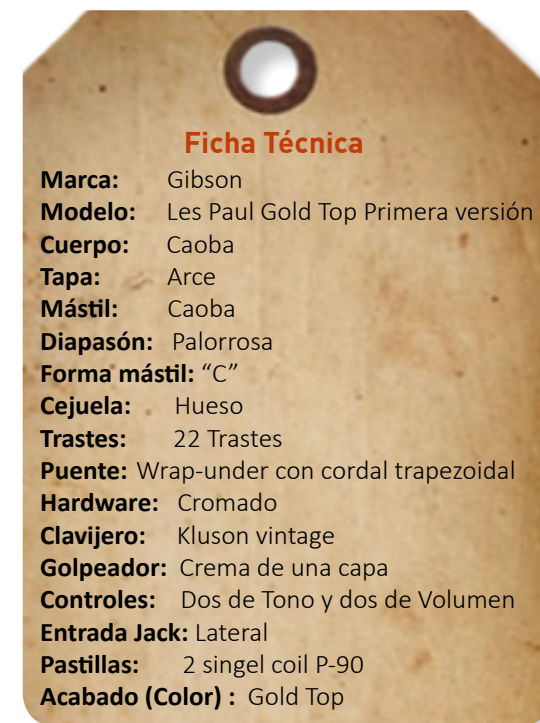 Ficha Técnica
Marca: Gibson
Modelo: Les Paul Gold Top Primera versión
Cuerpo: Caoba
Tapa: Arce
Mástil: Caoba
Diapasón: Palorrosa
Forma mástil: “C”
Cejuela: Hueso
Trastes: 22 Trastes
Puente: Wrap-under con cordal trapezoidal
Hardware: Cromado
Clavijero: Kluson vintage
Golpeador: Crema de una capa
Controles: Dos de Tono y dos de Volumen
Entrada Jack: Lateral
Pastillas: 2 singel coil P-90
Acabado (Color) : Gold Top